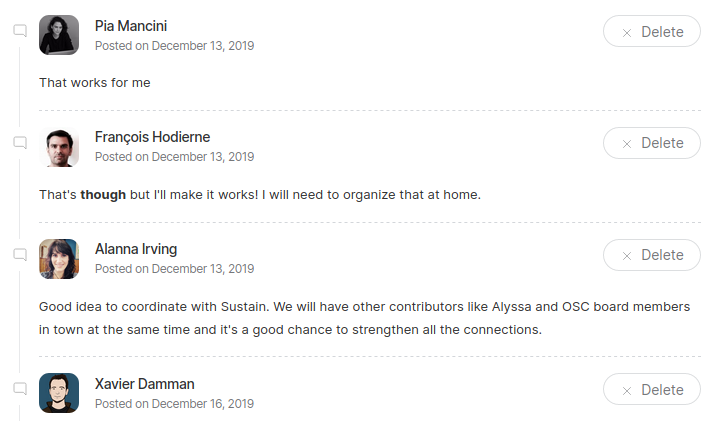 Pia Mancini
Delete
Posted on December 13, 2019
That works for me
François Hodierne
Delete
Posted on December 13, 2019
That's though but I'll make it works! I will need to organize that at home.
Alanna Irving
Delete
Posted on December 13, 2019
Good idea to coordinate with Sustain. We will have other contributors like Alyssa and OSC board members
in town at the same time and it's a good chance to strengthen all the connections.
Xavier Damman
Delete
Posted on December 16, 2019